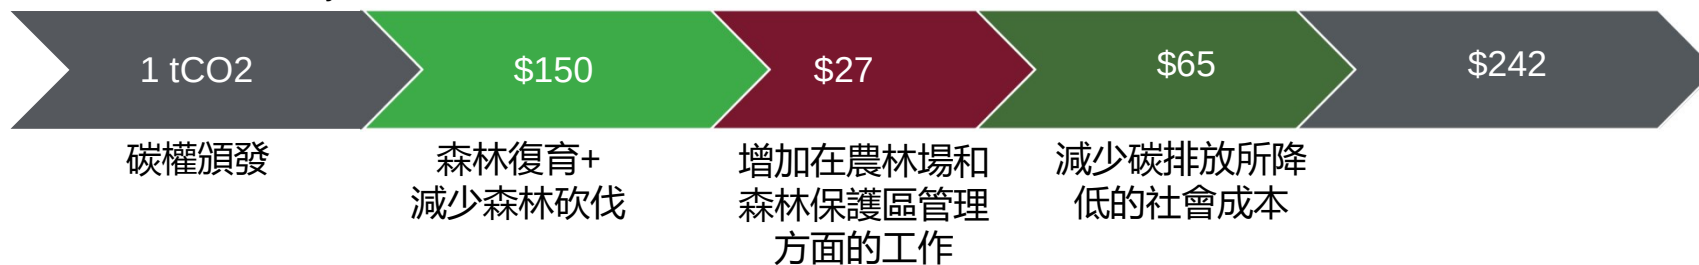 1 tCO2
$150
$27
$65
$242
碳權頒發
森林復育+
減少森林砍伐
增加在農林場和
森林保護區管理
方面的工作
減少碳排放所降
低的社會成本